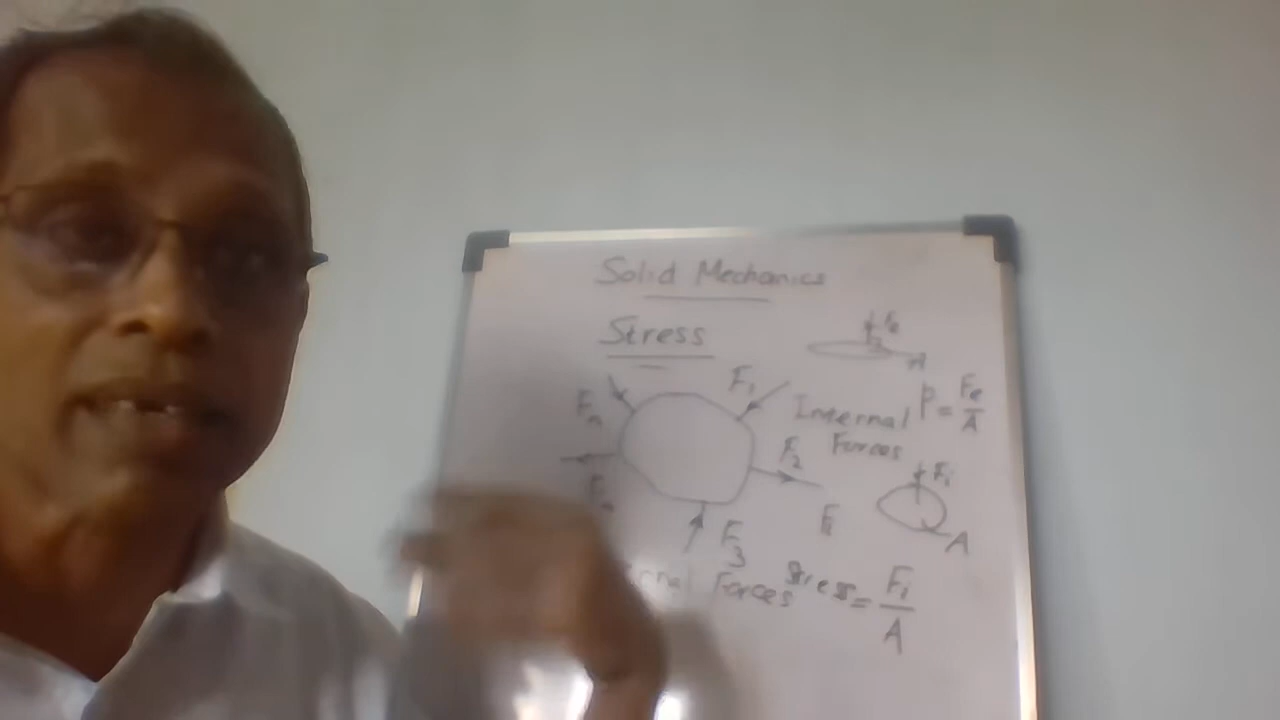 Solid Mechanics
Stress
Fe
A
F1
Fn
P = Fe/A
Internal
Forces
F2
Fi
A
F3
Forces
Stress = Fi/A